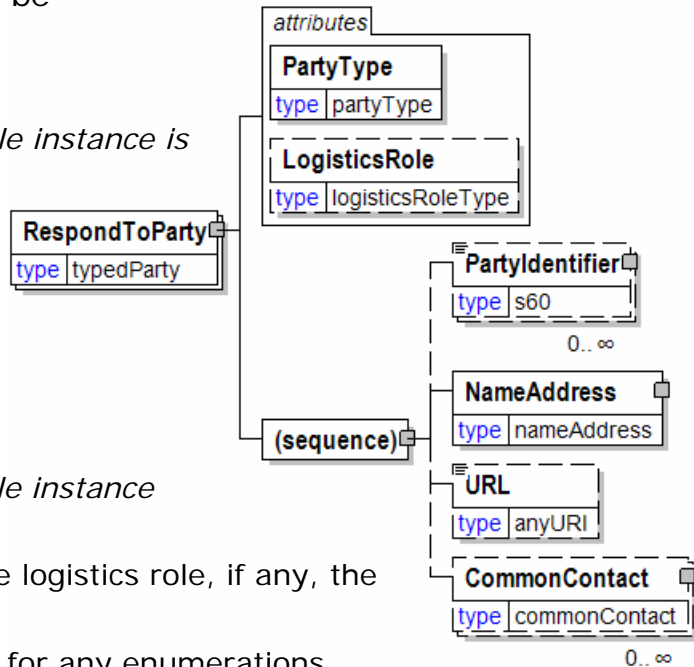 be
attributes
PartyType
type partyType
le instance is
LogisticsRole
type logisticsRoleType
RespondToParty
type typedParty
PartyIdentifier
type s60
0.. ∞
NameAddress
type nameAddress
(sequence)
URL
type anyURI
le instance
CommonContact
type commonContact
e logistics role, if any, the
0.. ∞
for any enumerations